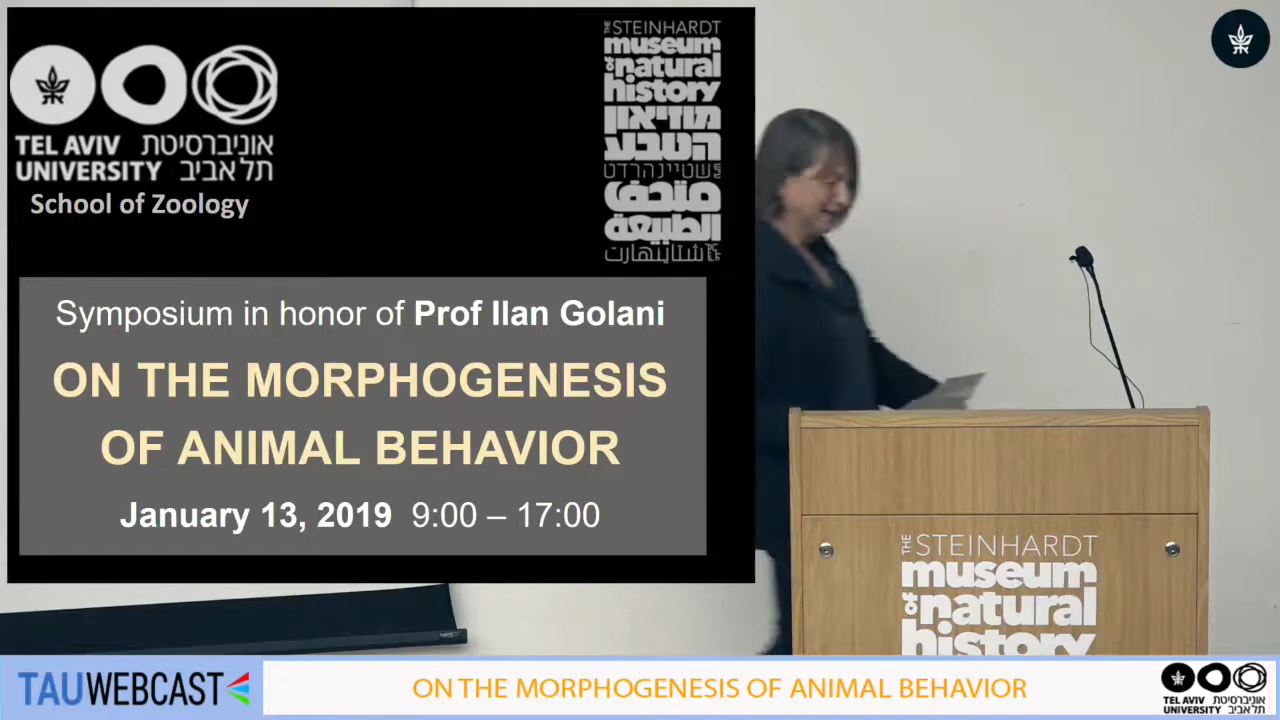 TEL AVIV אוניברסיטת
UNIVERSITY תל אביב
School of Zoology
THE STEINHARDT
museum
of natural
history
מוזיאון
הטבע
ע״ש שטיינהרדט
متحف
الطبيعة
شتاينهارت
Symposium in honor of Prof Ilan Golani
ON THE MORPHOGENESIS
OF ANIMAL BEHAVIOR
January 13, 2019 9:00 – 17:00
THE STEINHARDT
museum
of natural
history
TAUWEBCAST
ON THE MORPHOGENESIS OF ANIMAL BEHAVIOR
TEL AVIV אוניברסיטת
UNIVERSITY תל אביב